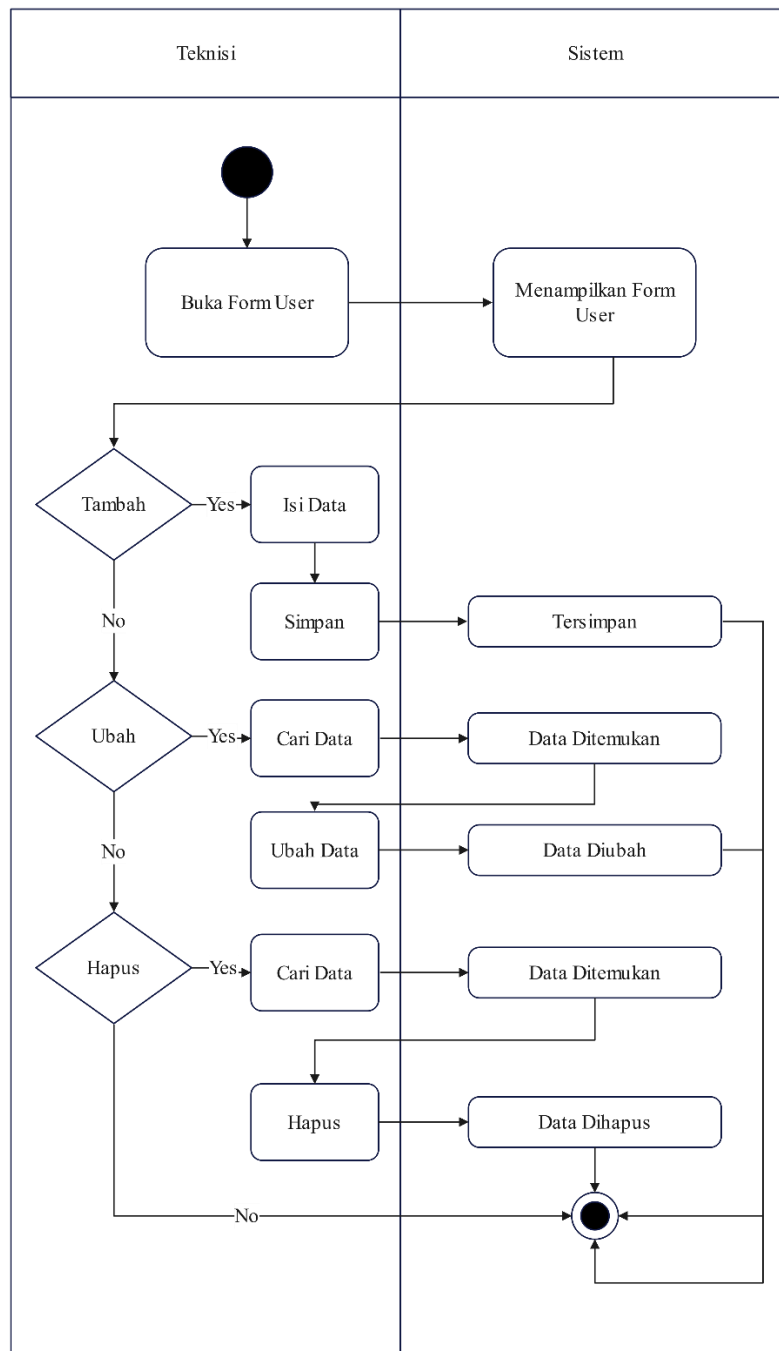 Teknisi
Sistem
Buka Form User
Menampilkan Form
User
Tambah
Yes
Isi Data
No
Simpan
Tersimpan
Ubah
Yes
Cari Data
Data Ditemukan
No
Ubah Data
Data Diubah
Hapus
Yes
Cari Data
Data Ditemukan
Hapus
Data Dihapus
No